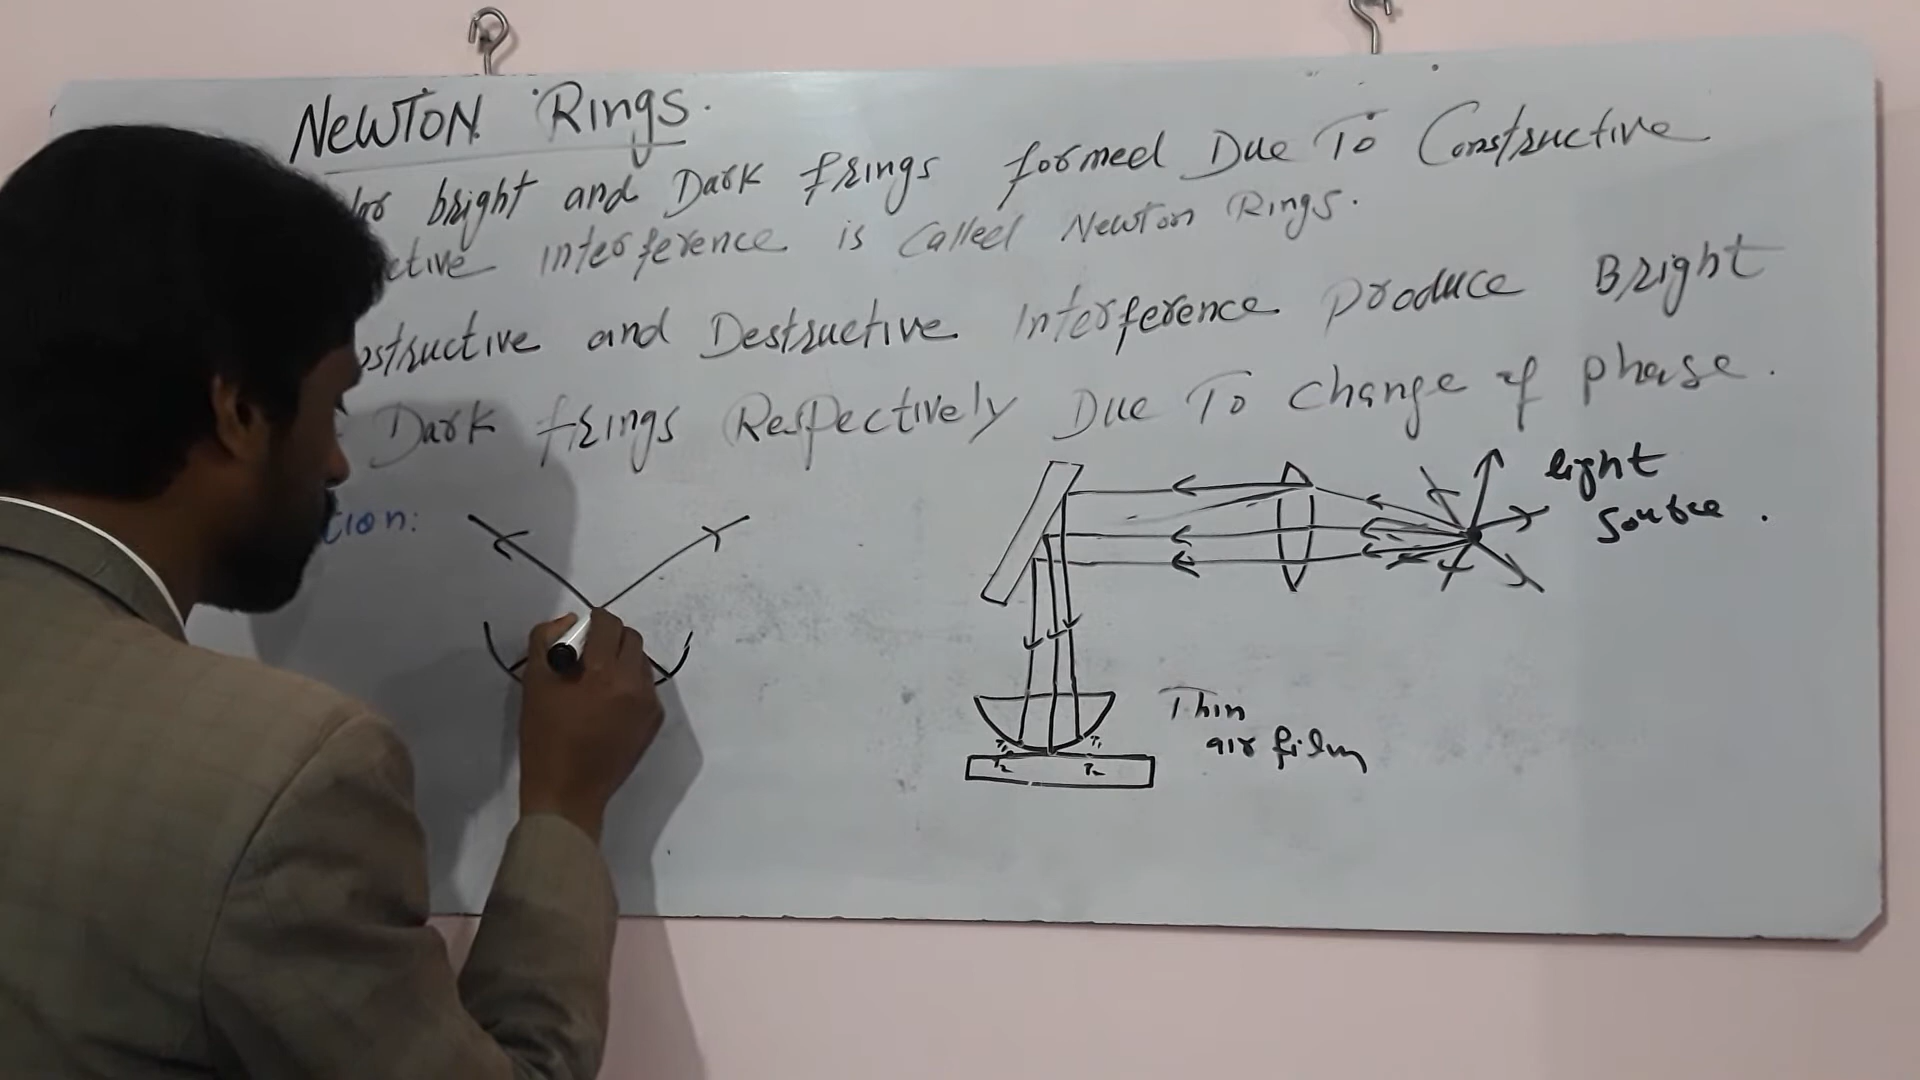 NEWTON Rings.
bright and Dark frings formed Due To Constructive
Interference is Called Newton Rings.
and Destructive Interference produce Bright
Dark frings Respectively Due To change of phase.
light
source.
Thin
air film